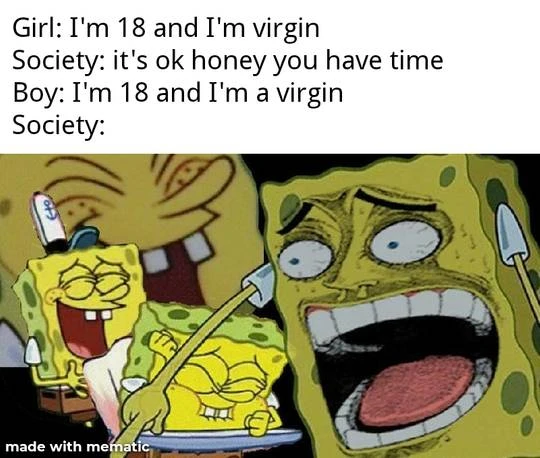 Girl: I'm 18 and I'm virgin
Society: it's ok honey you have time
Boy: I'm 18 and I'm a virgin
Society:
made with mematic